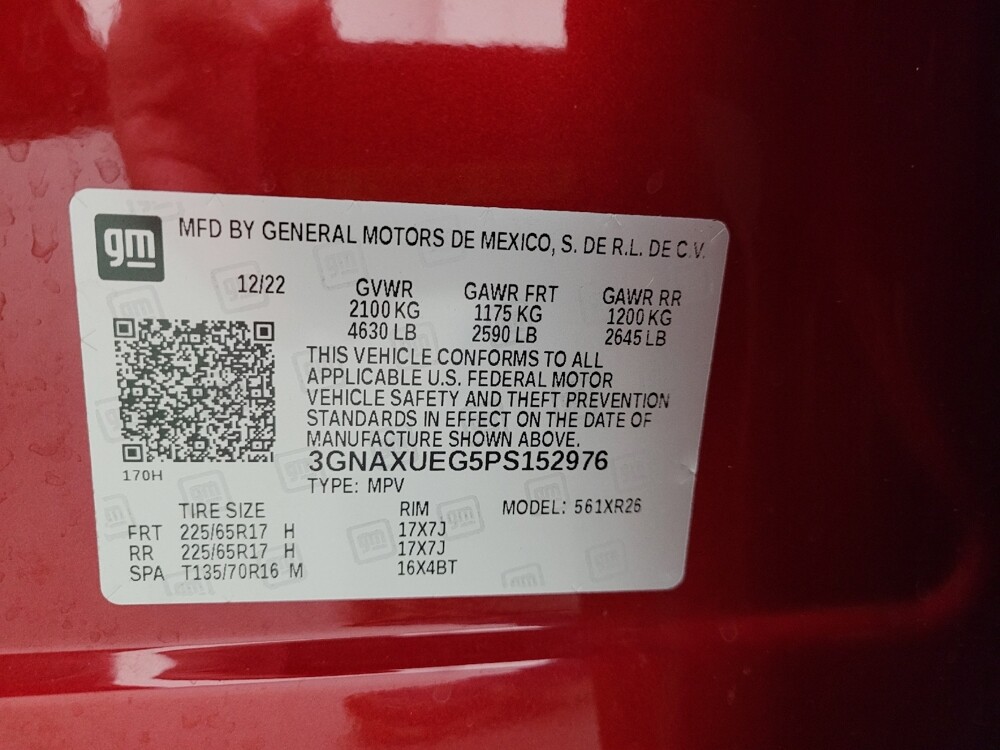 gm
MFD BY GENERAL MOTORS DE MEXICO, S. DE R.L. DE C.V.
12/22 GVWR GAWR FRT GAWR RR
2100 KG 1175 KG 1200 KG
4630 LB 2590 LB 2645 LB
THIS VEHICLE CONFORMS TO ALL
APPLICABLE U.S. FEDERAL MOTOR
VEHICLE SAFETY AND THEFT PREVENTION
STANDARDS IN EFFECT ON THE DATE OF
MANUFACTURE SHOWN ABOVE.
3GNAXUEG5PS152976
170H
TYPE: MPV
TIRE SIZE RIM MODEL: 561XR26
FRT 225/65R17 H 17X7J
RR 225/65R17 H 17X7J
SPA T135/70R16 M 16X4BT